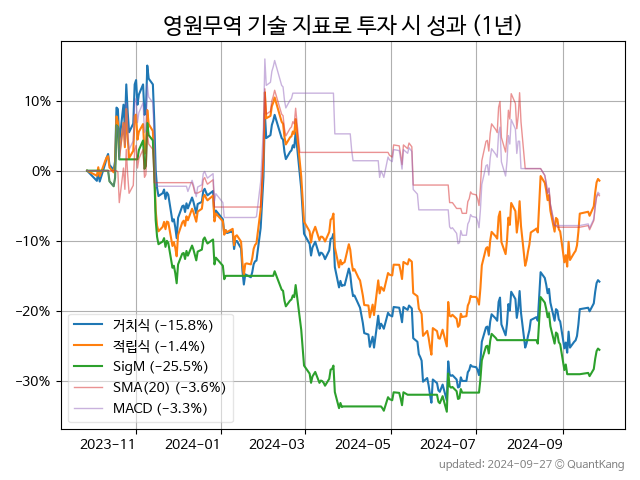 영원무역 기술 지표로 투자 시 성과 (1년)
10%
0%
−10%
−20%
−30%
거치식 (−15.8%)
적립식 (−1.4%)
SigM (−25.5%)
SMA(20) (−3.6%)
MACD (−3.3%)
2023−11
2024−01
2024−03
2024−05
2024−07
2024−09
updated: 2024−09−27 © QuantKang